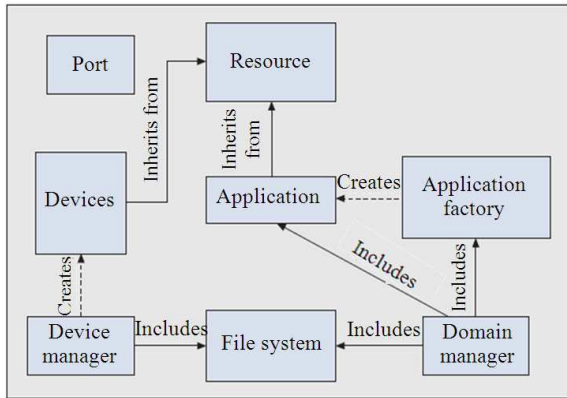 Port
Resource
Inherits from
Inherits
from
Devices
Application
Creates
Application
factory
Includes
Includes
Creates
Device
manager
Includes
File system
Includes
Domain
manager